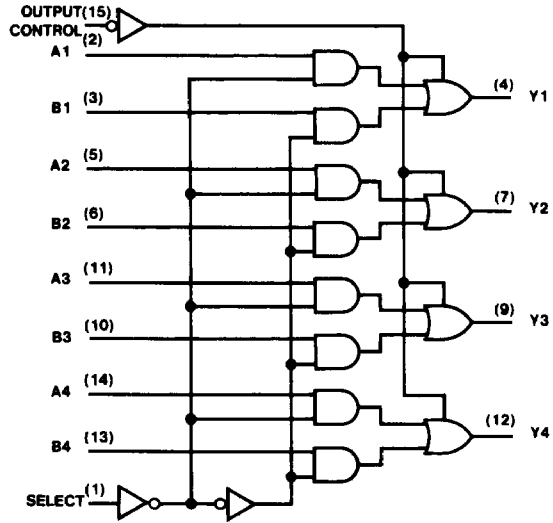 OUTPUT (15)
CONTROL
A1 (2)
(3)
B1
(4)
Y1
A2 (5)
B2 (6)
(7)
Y2
A3 (11)
B3 (10)
(9)
Y3
A4 (14)
B4 (13)
(12)
Y4
SELECT (1)